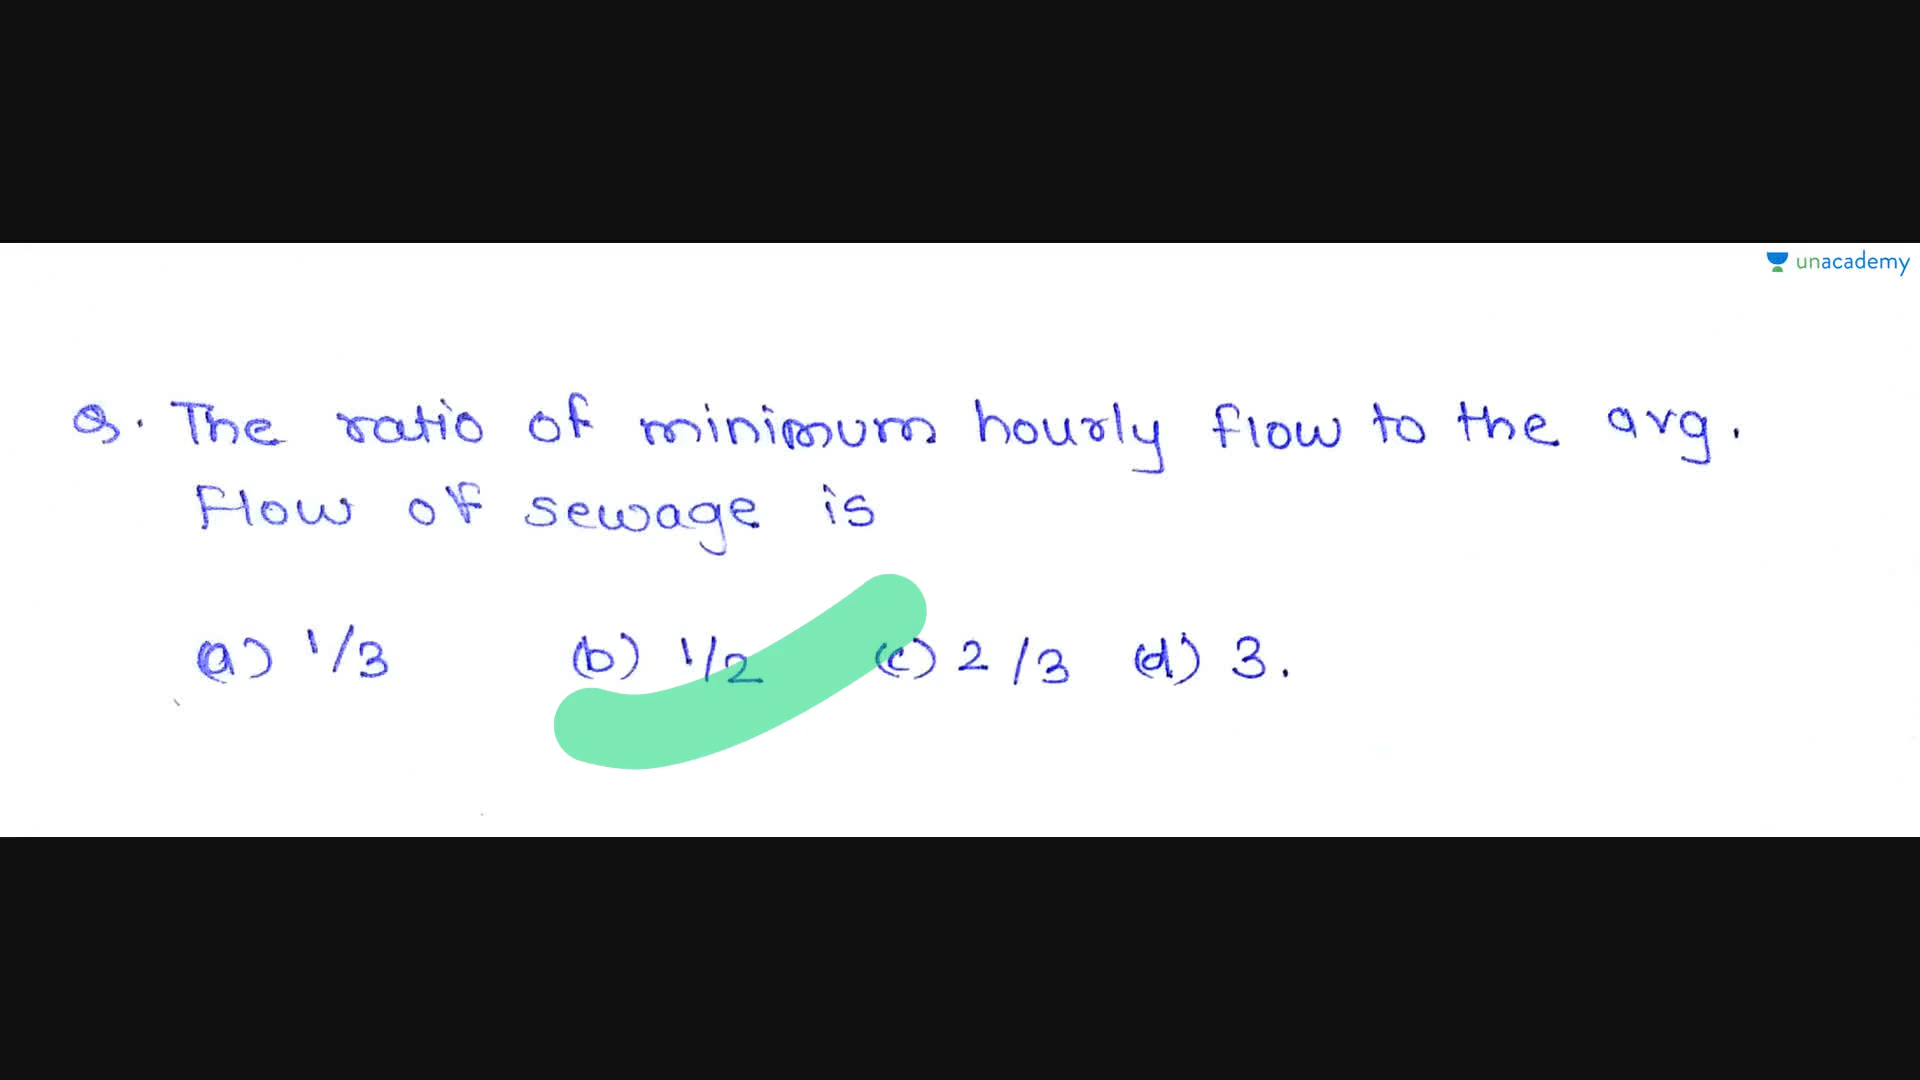 unacademy
Q. The ratio of minimum hourly flow to the avg.
flow of sewage is
(a) 1/3 (b) 1/2 (c) 2/3 (d) 3.